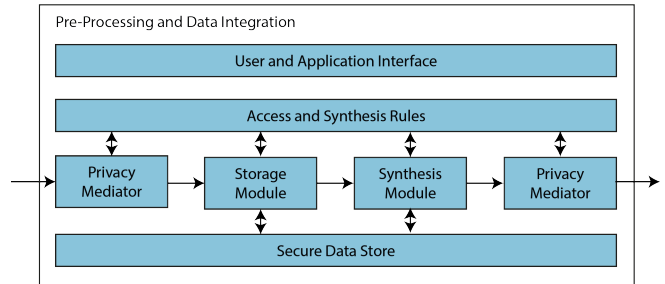 Pre-Processing and Data Integration
User and Application Interface
Access and Synthesis Rules
Privacy
Mediator
Storage
Module
Synthesis
Module
Privacy
Mediator
Secure Data Store